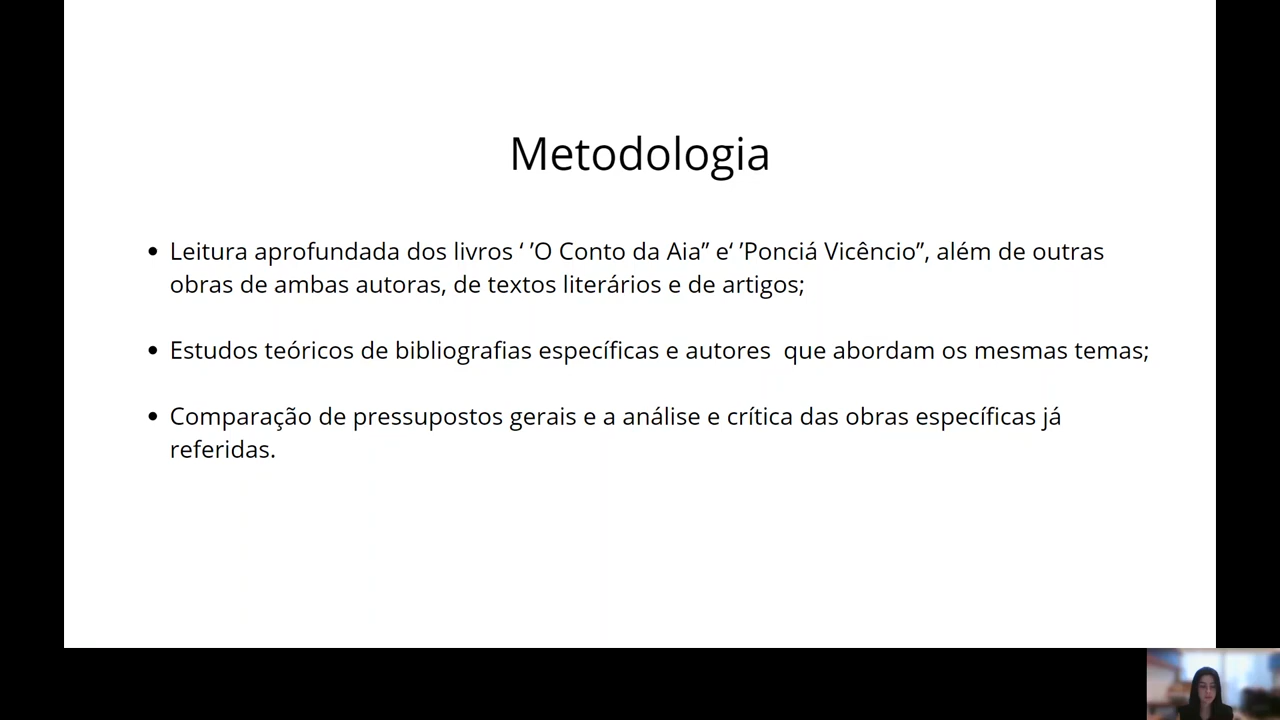 Metodologia
• Leitura aprofundada dos livros ‘ ’O Conto da Aia’’ e‘ ’Ponciá Vicêncio’’, além de outras
obras de ambas autoras, de textos literários e de artigos;
• Estudos teóricos de bibliografias específicas e autores  que abordam os mesmas temas;
• Comparação de pressupostos gerais e a análise e crítica das obras específicas já
referidas.